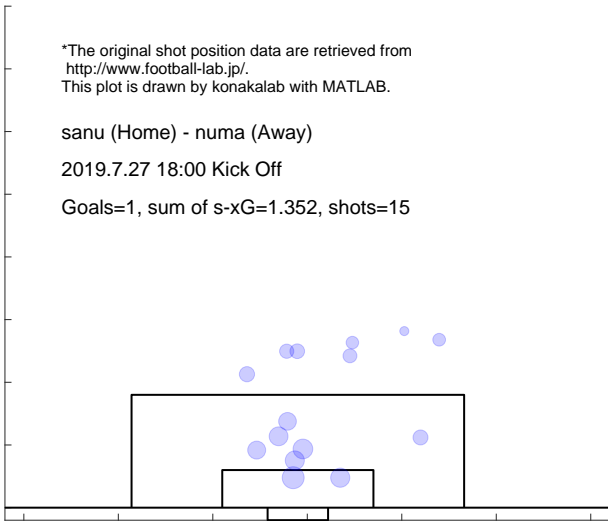 *The original shot position data are retrieved from
http://www.football-lab.jp/.
This plot is drawn by konakalab with MATLAB.
sanu (Home) - numa (Away)
2019.7.27 18:00 Kick Off
Goals=1, sum of s-xG=1.352, shots=15